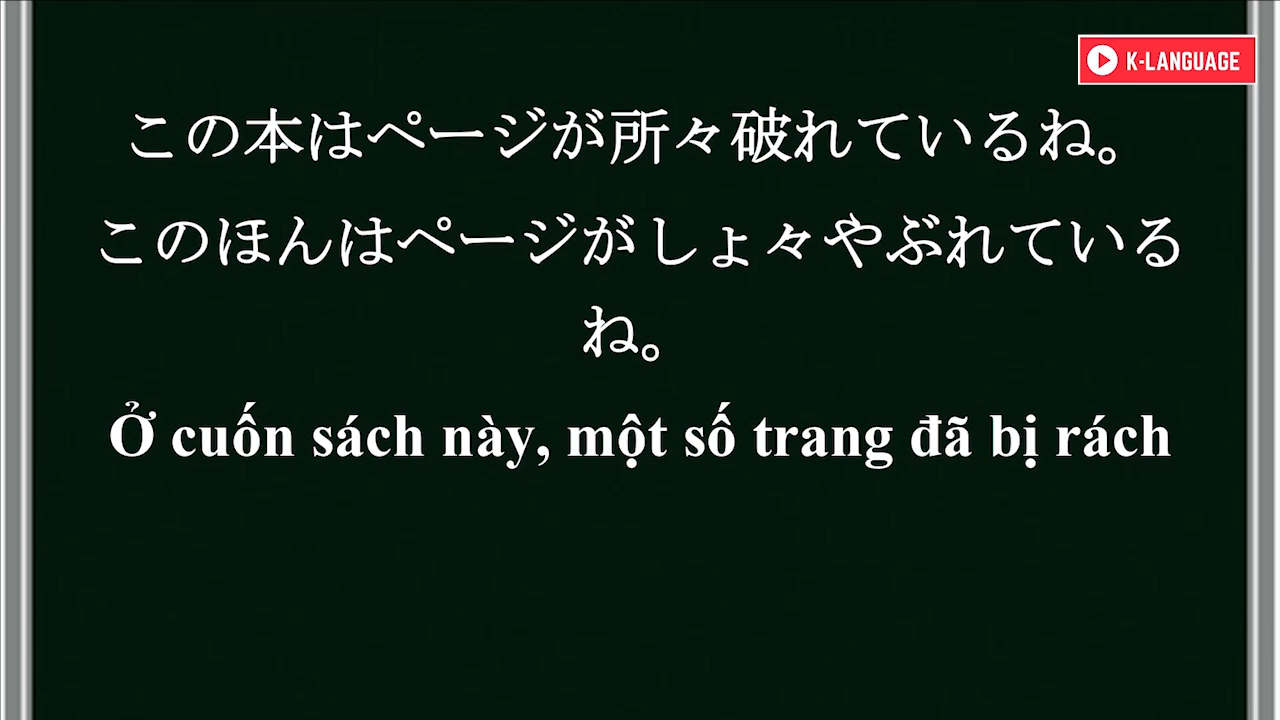 K-LANGUAGE
この本はページが所々破れているね。
このほんはページがしょ々やぶれている
ね。
Ở cuốn sách này, một số trang đã bị rách